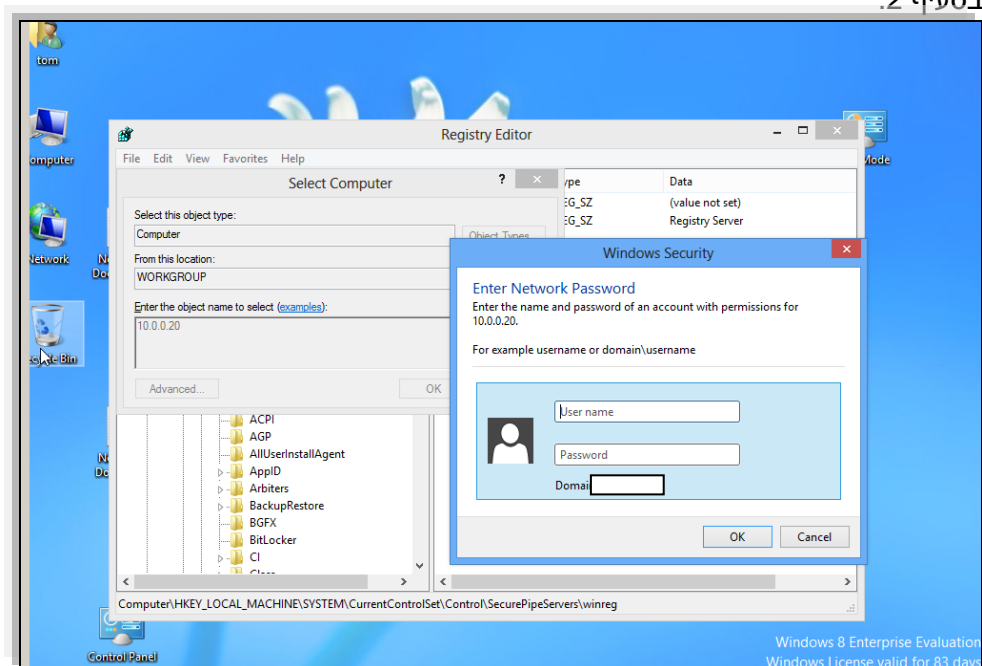 בסעיף 2.
tom
Registry Editor
File Edit View Favorites Help
Select Computer
?
Select this object type:
Computer
Object Types...
From this location:
WORKGROUP
Enter the object name to select (examples):
10.0.0.20
Advanced...
OK
Data
(value not set)
Registry Server
Windows Security
Enter Network Password
Enter the name and password of an account with permissions for
10.0.0.20.
For example username or domain\username
User name
Password
Domai
OK Cancel
omputer
Mode
Network
Bin
ACPI
AGP
AllUserInstallAgent
AppID
Arbiters
BackupRestore
BGFX
BitLocker
CI
Computer\HKEY_LOCAL_MACHINE\SYSTEM\CurrentControlSet\Control\SecurePipeServers\winreg
Control Panel
Windows 8 Enterprise Evaluation
Windows License valid for 83 days